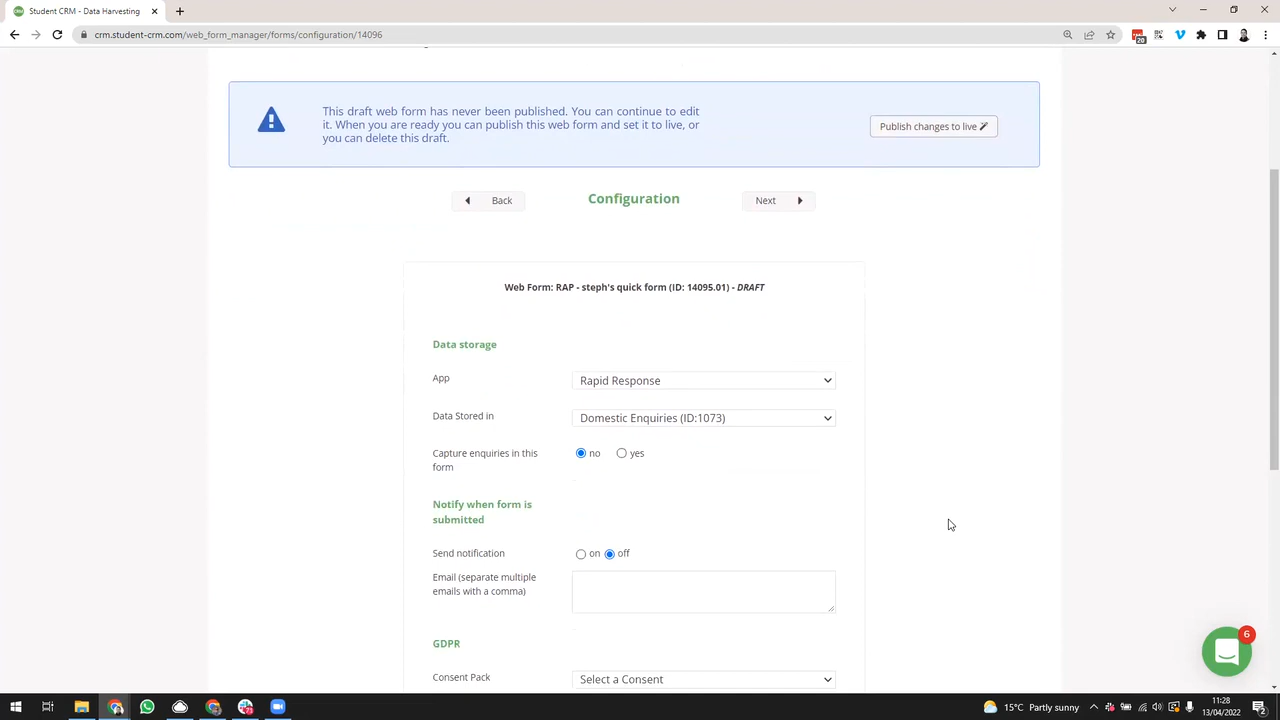 Student CRM - Data Harvesting
crm.student-crm.com/web_form_manager/forms/configuration/14096
20
This draft web form has never been published. You can continue to edit
it. When you are ready you can publish this web form and set it to live, or
you can delete this draft.
Publish changes to live
Back
Configuration
Next
Web Form: RAP - steph's quick form (ID: 14095.01) - DRAFT
Data storage
App
Rapid Response
Data Stored in
Domestic Enquiries (ID:1073)
Capture enquiries in this
form
no yes
Notify when form is
submitted
Send notification
on off
Email (separate multiple
emails with a comma)
GDPR
Consent Pack
Select a Consent
6
15°C Partly sunny
11:28
13/04/2022
2